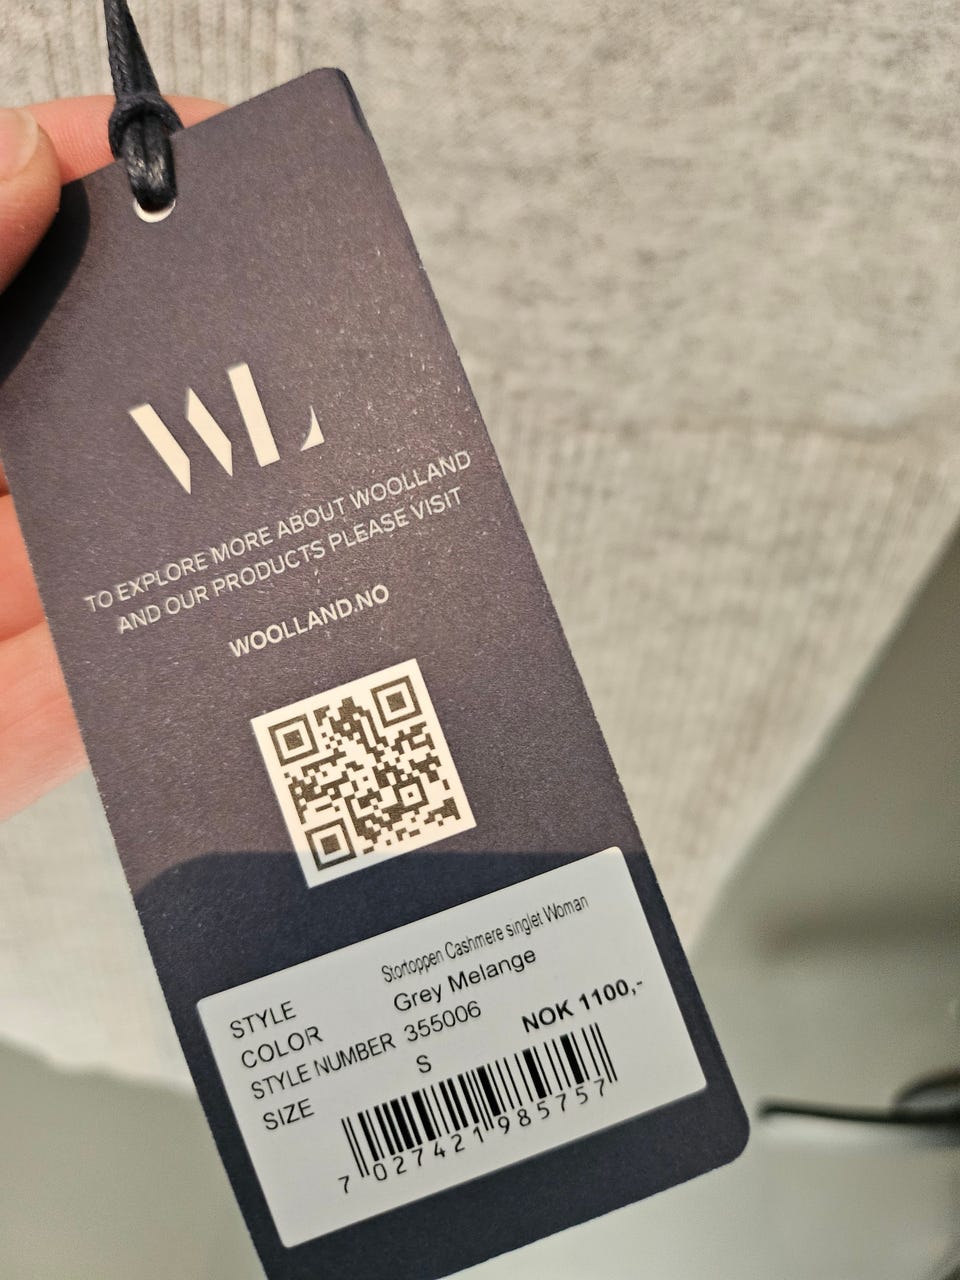 WL
TO EXPLORE MORE ABOUT WOOLLAND
AND OUR PRODUCTS PLEASE VISIT
WOOLLAND.NO
STYLE Stortoppen Cashmere singlet Woman
COLOR Grey Melange
STYLE NUMBER 355006
SIZE S NOK 1100,-
7 027421 985757